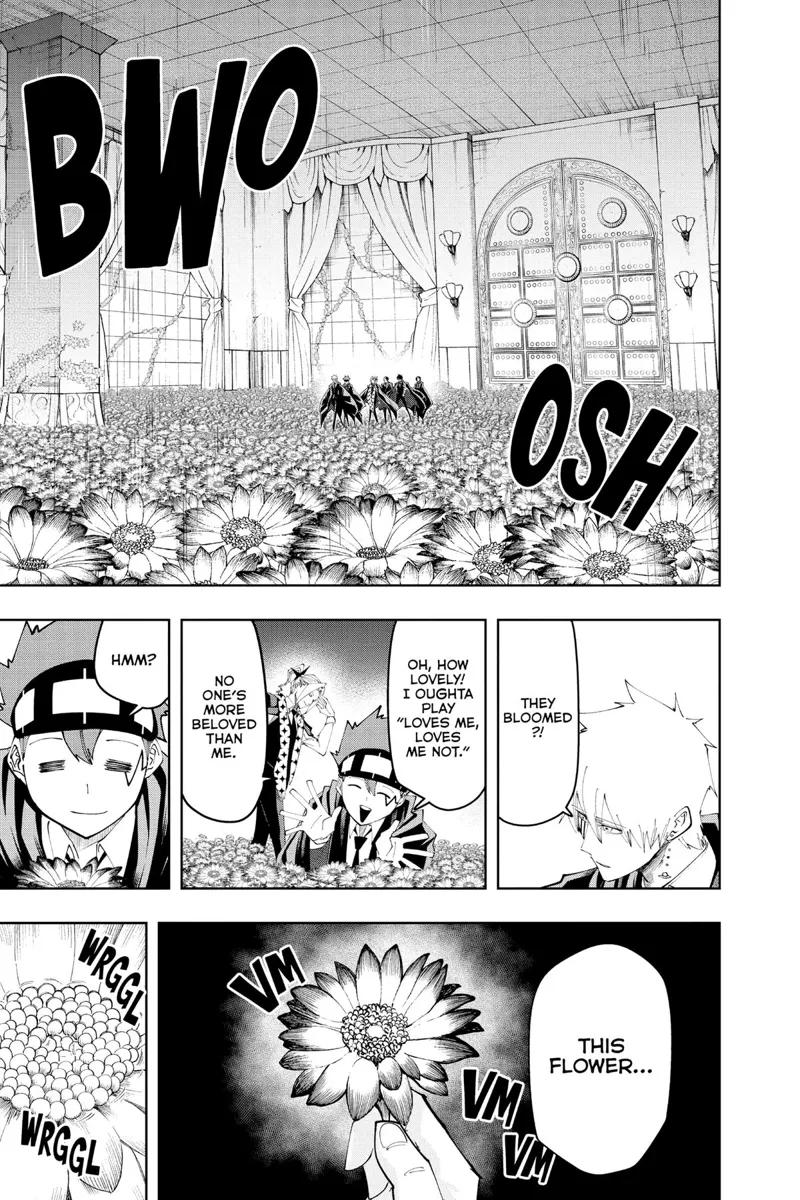 BWO
OSH
THEY
BLOOMED
?!
OH, HOW
LOVELY!
I OUGHTA
PLAY
"LOVES ME,
LOVES
ME NOT."
NO
ONE'S
MORE
BELOVED
THAN
ME.
HMM?
THIS
FLOWER...
VM
VM
VM
WRGGL
WRGGL